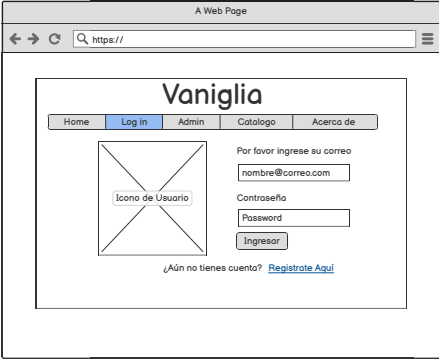 A Web Page
https://
Vaniglia
Home Log in Admin Catalogo Acerca de
Por favor ingrese su correo
nombre@correo.com
Icono de Usuario
Contraseña
Password
Ingresar
¿Aún no tienes cuenta? Registrate Aquí